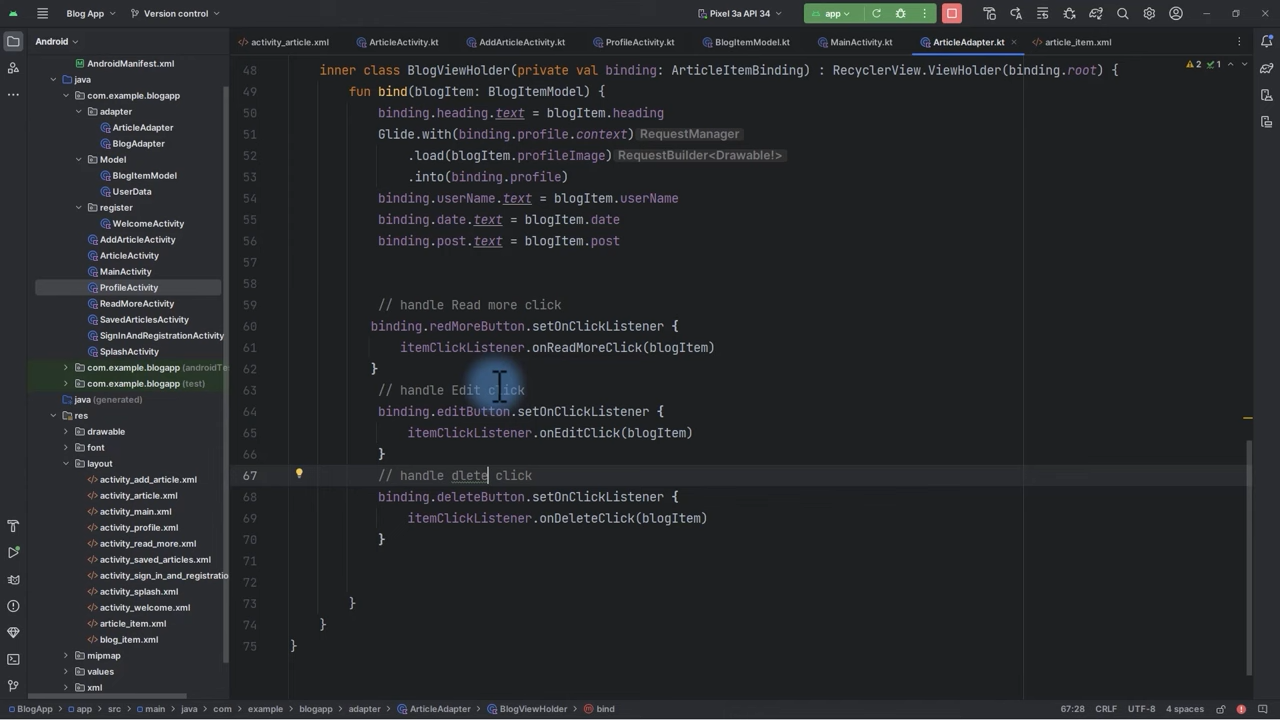 Blog App
Version control
Pixel 3a API 34
app
Android
activity_article.xml
ArticleActivity.kt
AddArticleActivity.kt
ProfileActivity.kt
BlogItemModel.kt
MainActivity.kt
ArticleAdapter.kt
article_item.xml
AndroidManifest.xml
java
com.example.blogapp
adapter
ArticleAdapter
BlogAdapter
Model
BlogItemModel
UserData
register
WelcomeActivity
AddArticleActivity
ArticleActivity
MainActivity
ProfileActivity
ReadMoreActivity
SavedArticlesActivity
SignInAndRegistrationActivity
SplashActivity
com.example.blogapp (androidTe
com.example.blogapp (test)
java (generated)
res
drawable
font
layout
activity_add_article.xml
activity_article.xml
activity_main.xml
activity_profile.xml
activity_read_more.xml
activity_saved_articles.xml
activity_sign_in_and_registratio
activity_splash.xml
activity_welcome.xml
article_item.xml
blog_item.xml
mipmap
values
xml
2 1
48 inner class BlogViewHolder(private val binding: ArticleItemBinding) : RecyclerView.ViewHolder(binding.root) {
49 fun bind(blogItem: BlogItemModel) {
50 binding.heading.text = blogItem.heading
51 Glide.with(binding.profile.context) RequestManager
52 .load(blogItem.profileImage) RequestBuilder<Drawable!>
53 .into(binding.profile)
54 binding.userName.text = blogItem.userName
55 binding.date.text = blogItem.date
56 binding.post.text = blogItem.post
57
58
59 // handle Read more click
60 binding.redMoreButton.setOnClickListener {
61 itemClickListener.onReadMoreClick(blogItem)
62 }
63 // handle Edit click
64 binding.editButton.setOnClickListener {
65 itemClickListener.onEditClick(blogItem)
66 }
67 // handle dlete click
68 binding.deleteButton.setOnClickListener {
69 itemClickListener.onDeleteClick(blogItem)
70 }
71
72
73 }
74 }
75 }
BlogApp > app > src > main > java > com > example > blogapp > adapter > ArticleAdapter > BlogViewHolder > bind
67:28 CRLF UTF-8 4 spaces